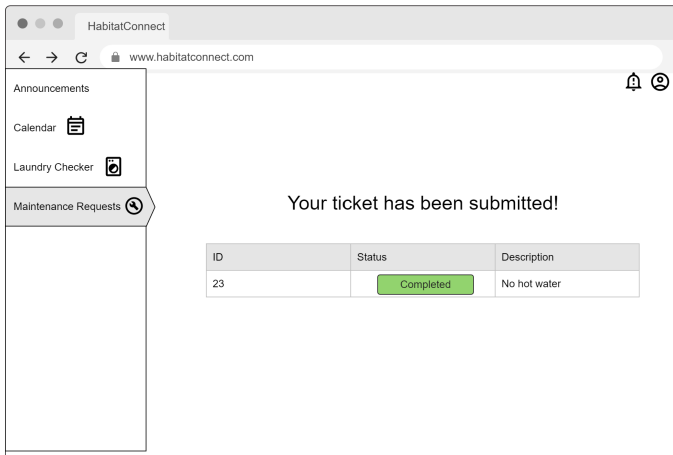 HabitatConnect
www.habitatconnect.com
Announcements
Calendar
Laundry Checker
Maintenance Requests
Your ticket has been submitted!
ID Status Description
23 Completed No hot water